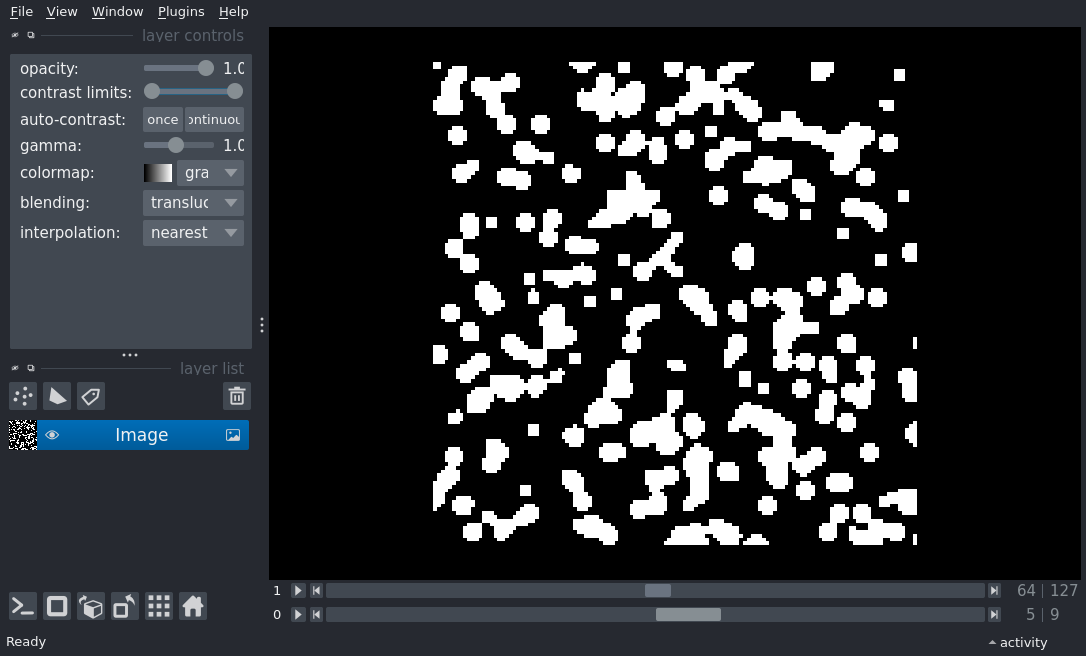 File View Window Plugins Help
layer controls
opacity: 1.0
contrast limits:
auto-contrast: once ontinuou
gamma: 1.0
colormap: gra
blending: transluc
interpolation: nearest
layer list
Image
1 64 | 127
0 5 | 9
Ready activity